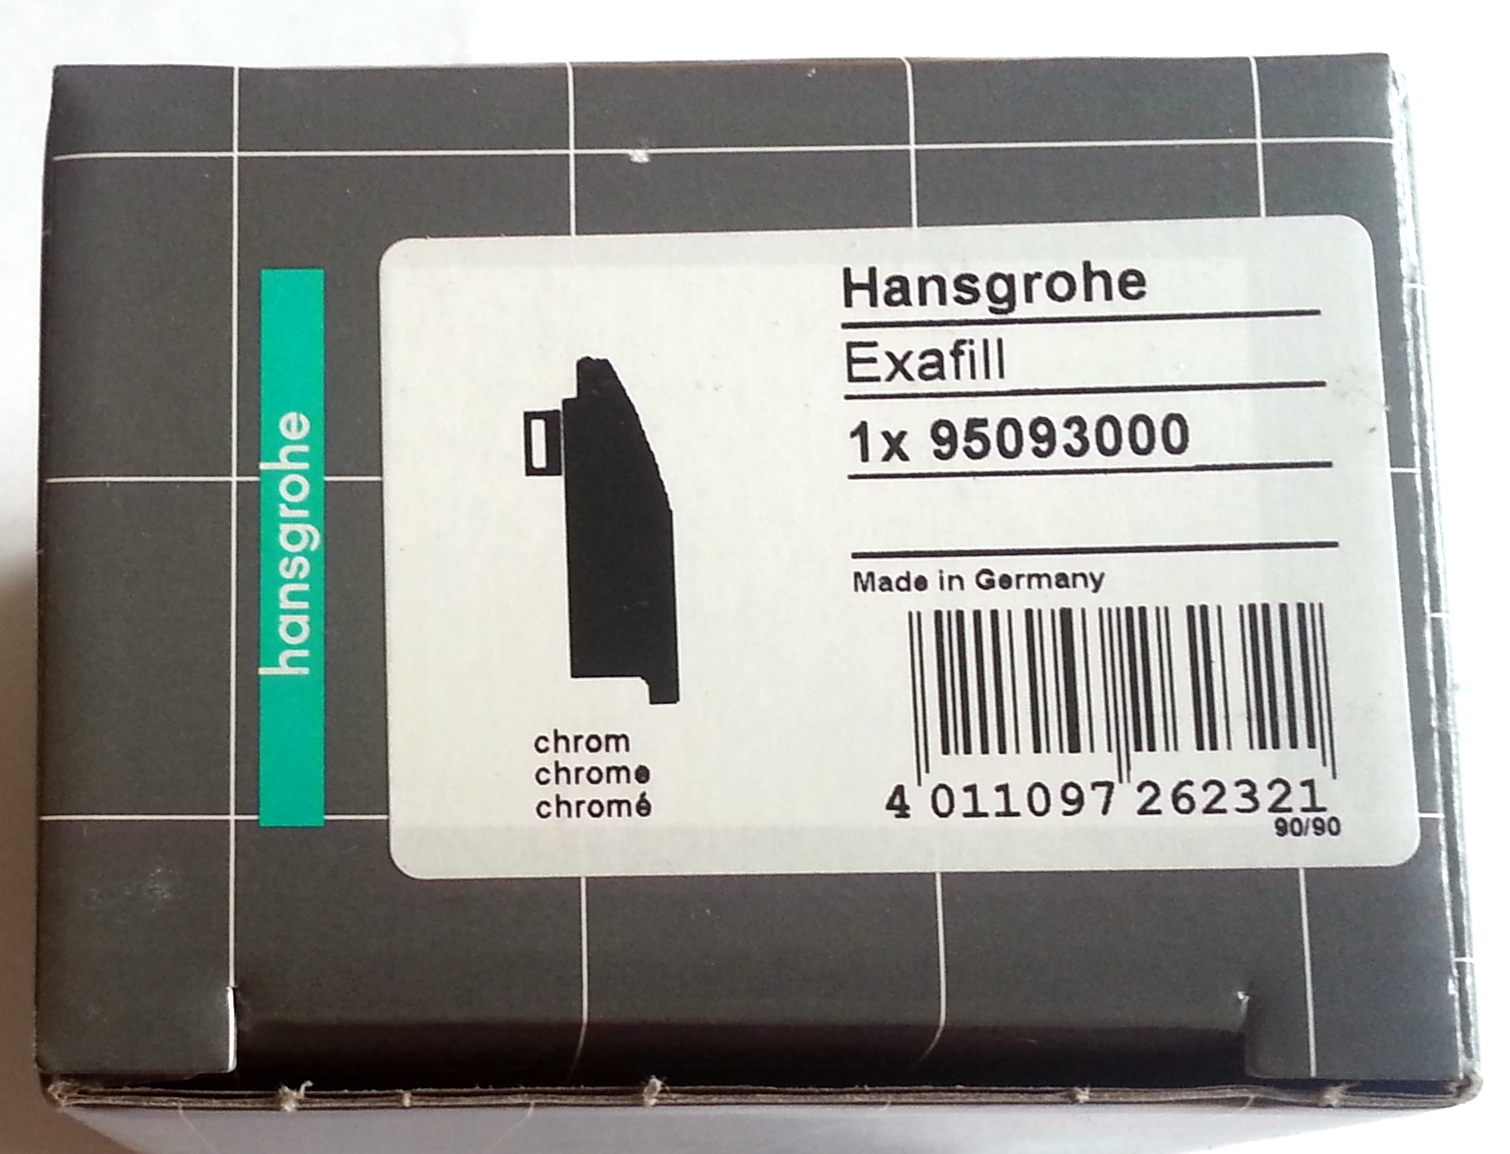 hansgrohe
Hansgrohe
Exafill
1x 95093000
Made in Germany
4 011097 262321
90/90
chrom
chrome
chromé